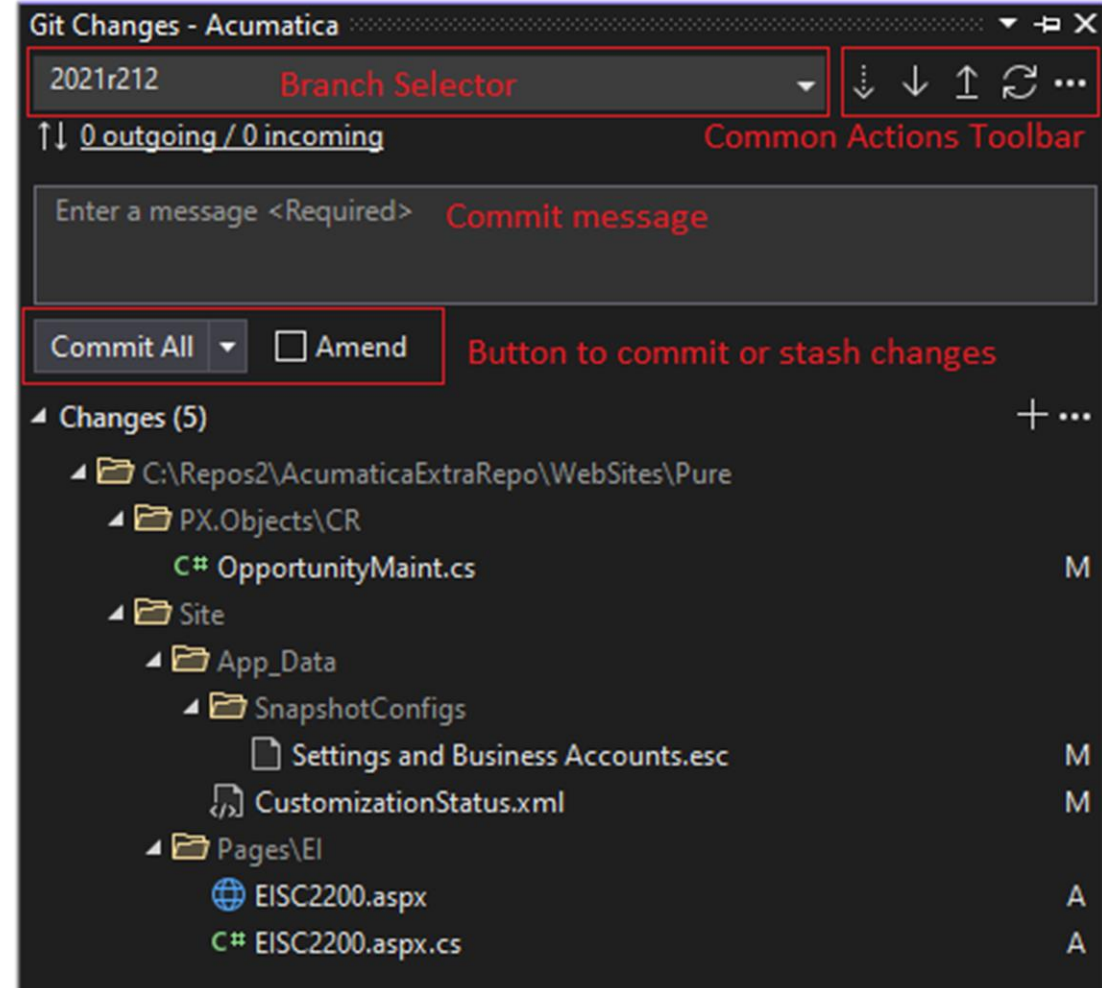 Git Changes - Acumatica
2021r212 Branch Selector
0 outgoing / 0 incoming Common Actions Toolbar
Enter a message <Required> Commit message
Commit All Amend Button to commit or stash changes
Changes (5)
C:\Repos2\AcumaticaExtraRepo\WebSites\Pure
PX.Objects\CR
C# OpportunityMaint.cs M
Site
App_Data
SnapshotConfigs
Settings and Business Accounts.esc M
CustomizationStatus.xml M
Pages\EI
EISC2200.aspx A
C# EISC2200.aspx.cs A